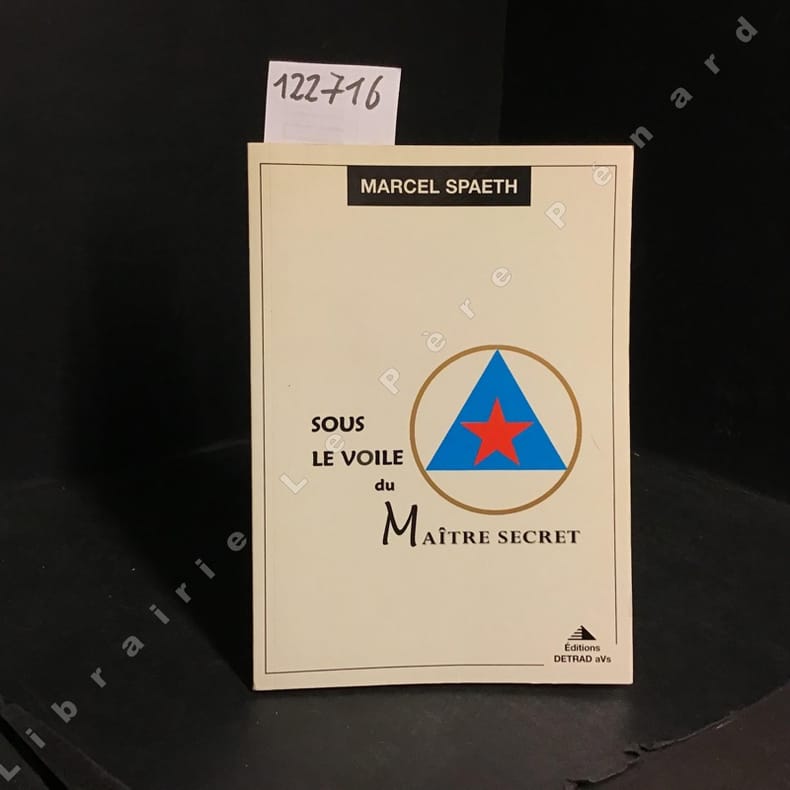 122716
MARCEL SPAETH
SOUS
LE VOILE
du
MAÎTRE SECRET
Éditions
DETRAD aVs
Librairie Le Père Pénard